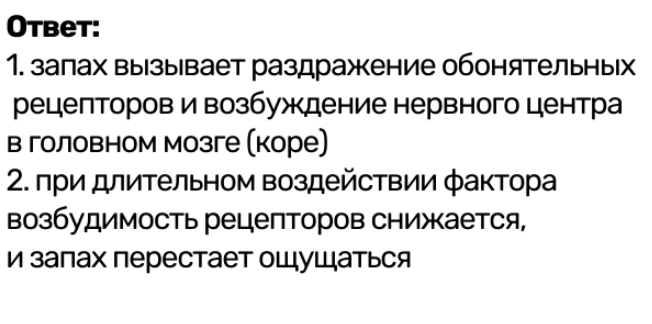 Ответ:
1. запах вызывает раздражение обонятельных
рецепторов и возбуждение нервного центра
в головном мозге (коре)
2. при длительном воздействии фактора
возбудимость рецепторов снижается,
и запах перестает ощущаться